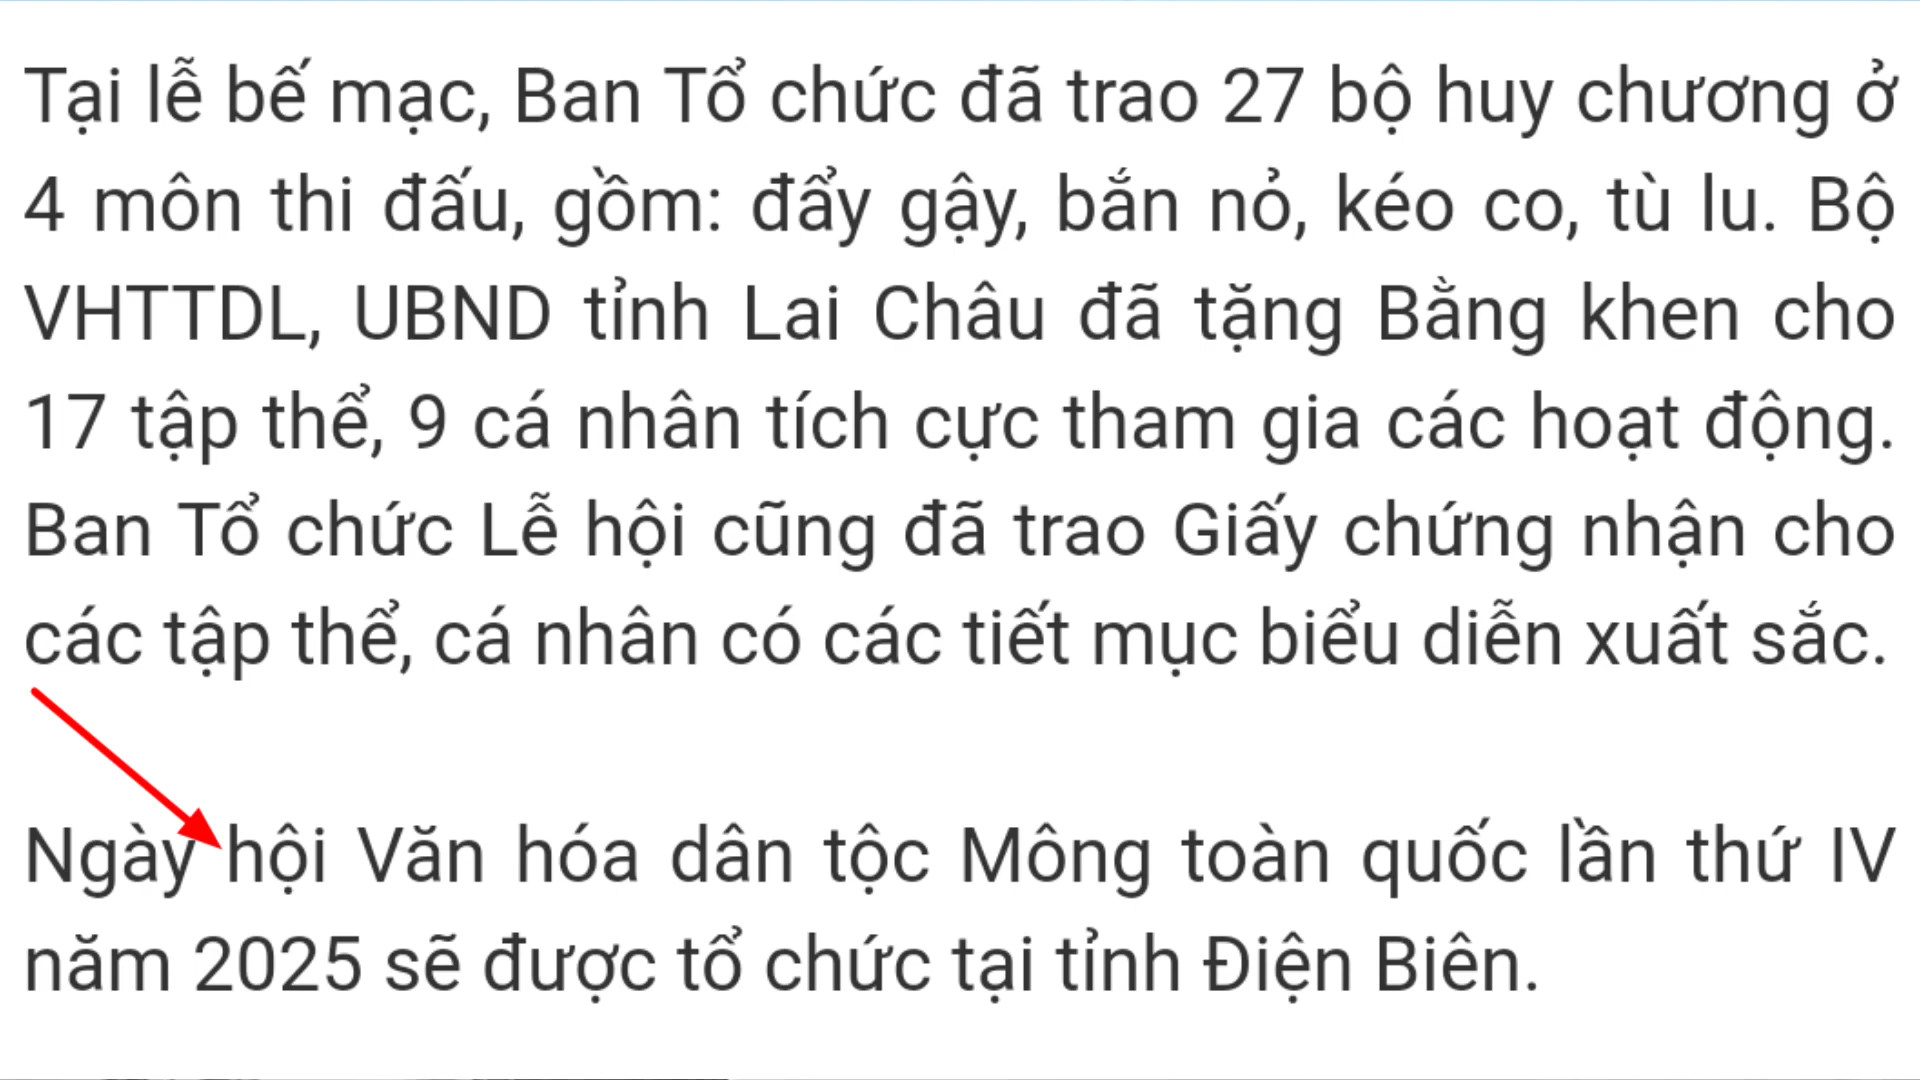 Tại lễ bế mạc, Ban Tổ chức đã trao 27 bộ huy chương ở
4 môn thi đấu, gồm: đẩy gậy, bắn nỏ, kéo co, tù lu. Bộ
VHTTDL, UBND tỉnh Lai Châu đã tặng Bằng khen cho
17 tập thể, 9 cá nhân tích cực tham gia các hoạt động.
Ban Tổ chức Lễ hội cũng đã trao Giấy chứng nhận cho
các tập thể, cá nhân có các tiết mục biểu diễn xuất sắc.
Ngày hội Văn hóa dân tộc Mông toàn quốc lần thứ IV
năm 2025 sẽ được tổ chức tại tỉnh Điện Biên.